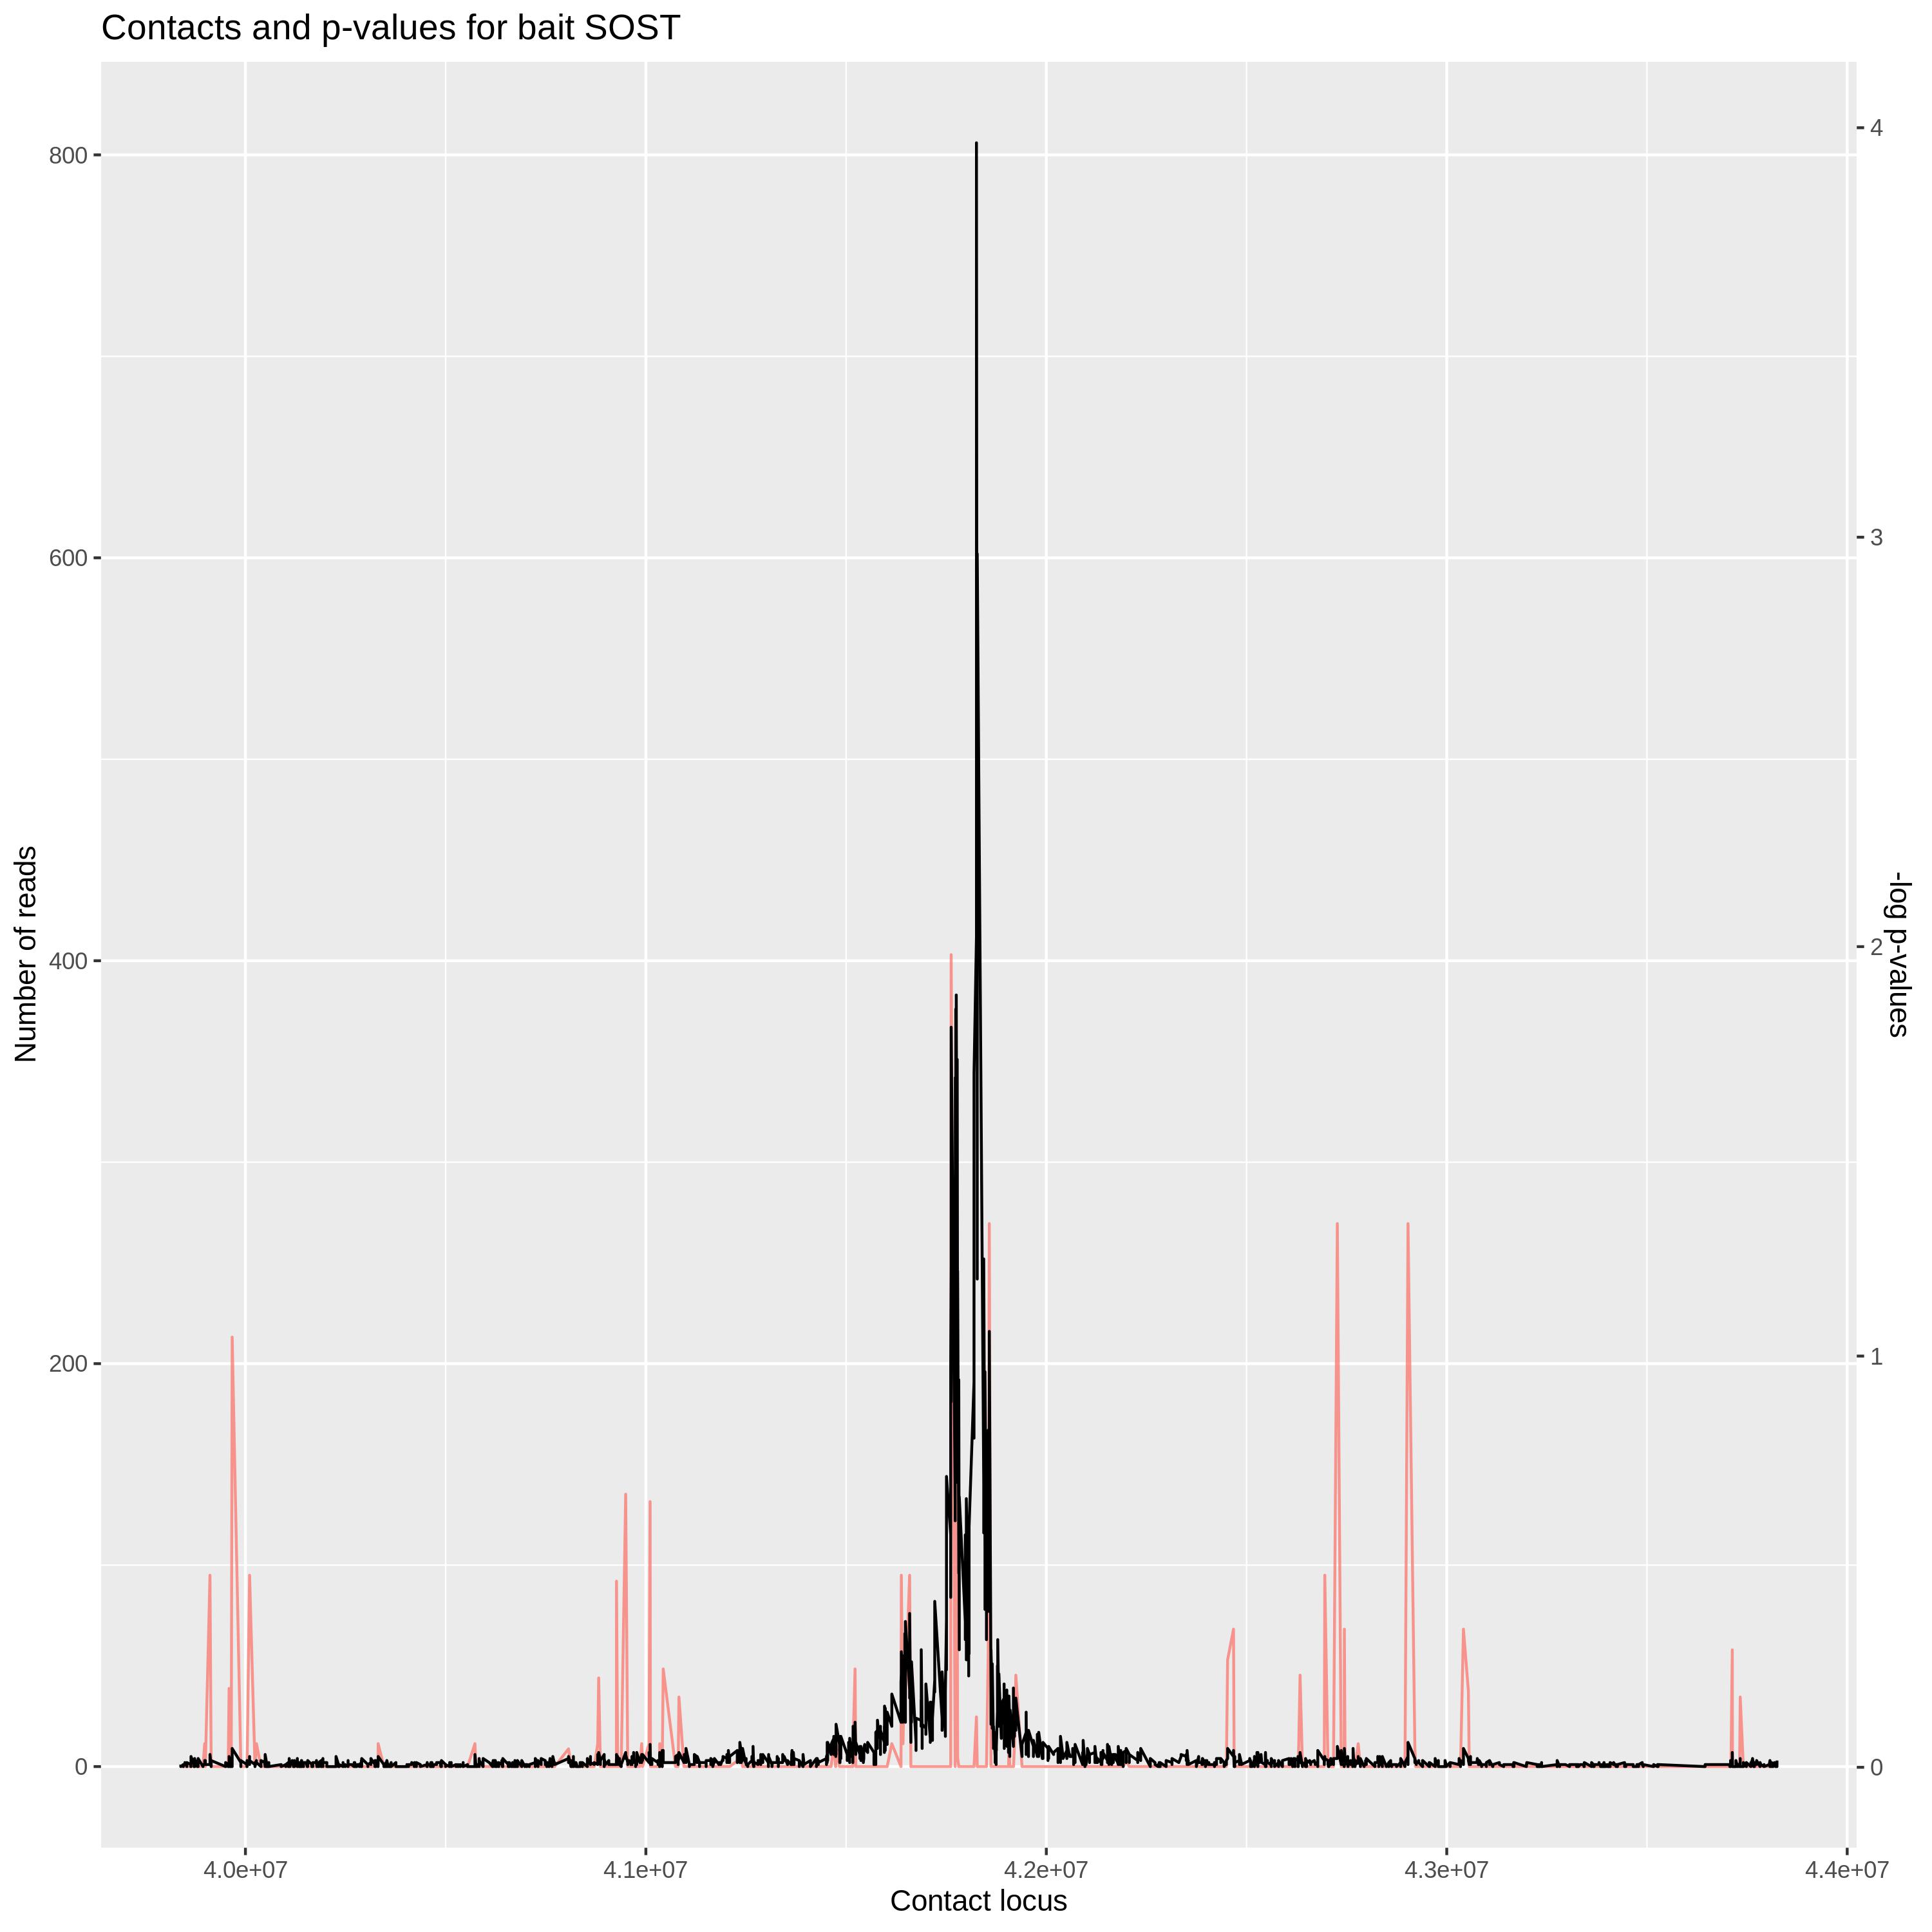 Contacts and p-values for bait SOST
800
600
400
200
0
4
3
2
1
0
Number of reads
-log p-values
4.0e+07
4.1e+07
4.2e+07
4.3e+07
4.4e+07
Contact locus